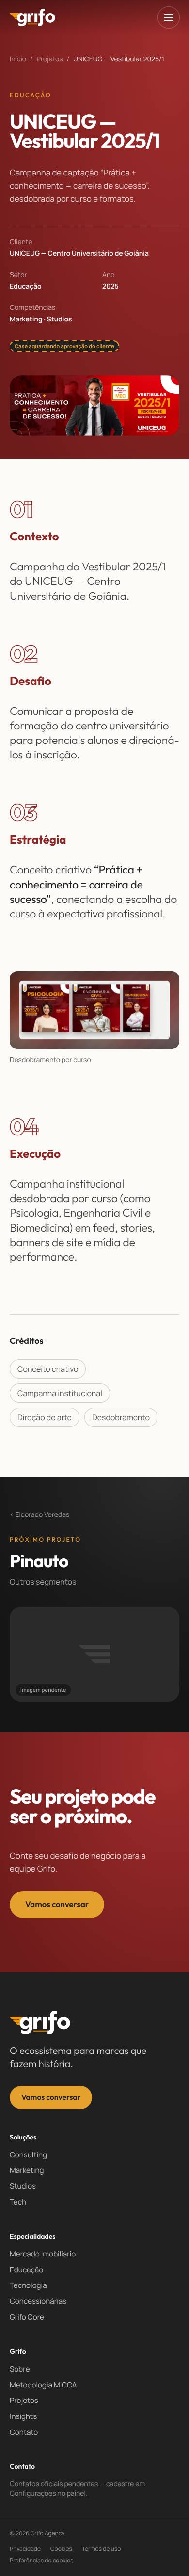 grifo
Início / Projetos / UNICEUG — Vestibular 2025/1
EDUCAÇÃO
UNICEUG —
Vestibular 2025/1
Campanha de captação “Prática +
conhecimento = carreira de sucesso”,
desdobrada por curso e formatos.
Cliente
UNICEUG — Centro Universitário de Goiânia
Setor
Educação
Ano
2025
Competências
Marketing · Studios
Case aguardando aprovação do cliente
PRÁTICA +
CONHECIMENTO
= CARREIRA
DE SUCESSO!
VESTIBULAR
2025/1
UNICEUG
01
Contexto
Campanha do Vestibular 2025/1
do UNICEUG — Centro
Universitário de Goiânia.
02
Desafio
Comunicar a proposta de
formação do centro universitário
para potenciais alunos e direcioná-
los à inscrição.
03
Estratégia
Conceito criativo “Prática +
conhecimento = carreira de
sucesso”, conectando a escolha do
curso à expectativa profissional.
PSICOLOGIA
ENGENHARIA
CIVIL
BIOMEDICINA
Desdobramento por curso
04
Execução
Campanha institucional
desdobrada por curso (como
Psicologia, Engenharia Civil e
Biomedicina) em feed, stories,
banners de site e mídia de
performance.
Créditos
Conceito criativo
Campanha institucional
Direção de arte
Desdobramento
‹ Eldorado Veredas
PRÓXIMO PROJETO
Pinauto
Outros segmentos
Imagem pendente
Seu projeto pode
ser o próximo.
Conte seu desafio de negócio para a
equipe Grifo.
Vamos conversar
grifo
O ecossistema para marcas que
fazem história.
Vamos conversar
Soluções
Consulting
Marketing
Studios
Tech
Especialidades
Mercado Imobiliário
Educação
Tecnologia
Concessionárias
Grifo Core
Grifo
Sobre
Metodologia MICCA
Projetos
Insights
Contato
Contato
Contatos oficiais pendentes — cadastre em
Configurações no painel.
© 2026 Grifo Agency
Privacidade Cookies Termos de uso
Preferências de cookies